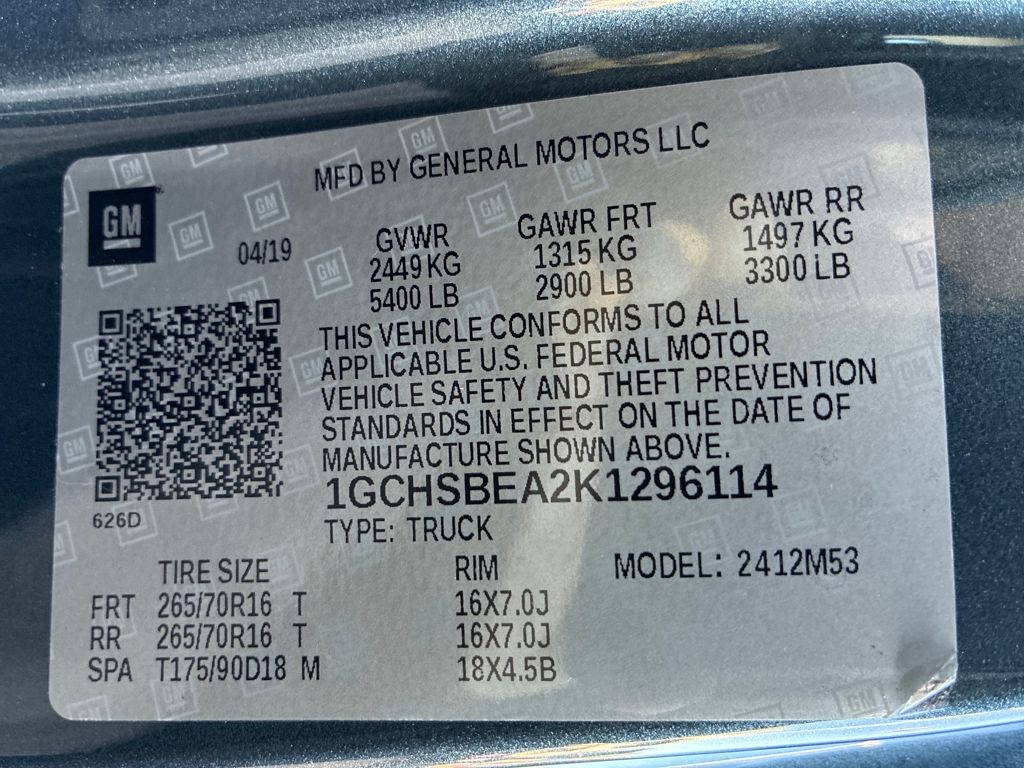 MFD BY GENERAL MOTORS LLC
GM
04/19
GVWR GAWR FRT GAWR RR
2449 KG 1315 KG 1497 KG
5400 LB 2900 LB 3300 LB
THIS VEHICLE CONFORMS TO ALL
APPLICABLE U.S. FEDERAL MOTOR
VEHICLE SAFETY AND THEFT PREVENTION
STANDARDS IN EFFECT ON THE DATE OF
MANUFACTURE SHOWN ABOVE.
1GCHSBEA2K1296114
626D
TYPE: TRUCK
TIRE SIZE RIM MODEL: 2412M53
FRT 265/70R16 T 16X7.0J
RR 265/70R16 T 16X7.0J
SPA T175/90D18 M 18X4.5B